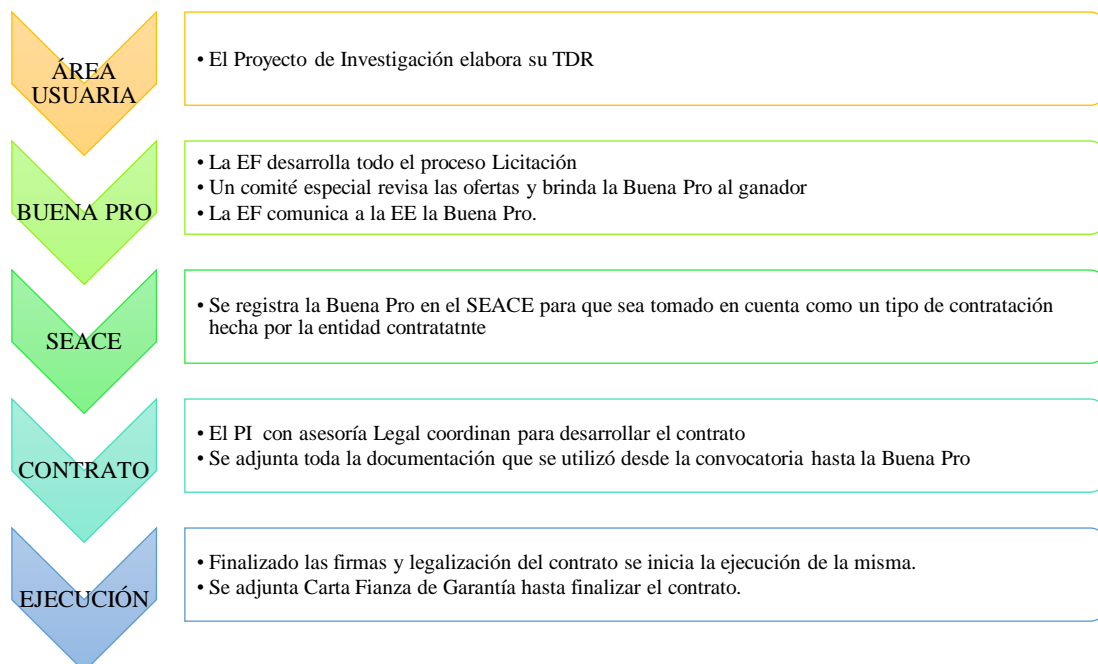 ÁREA
USUARIA
• El Proyecto de Investigación elabora su TDR
BUENA PRO
• La EF desarrolla todo el proceso Licitación
• Un comité especial revisa las ofertas y brinda la Buena Pro al ganador
• La EF comunica a la EE la Buena Pro.
SEACE
• Se registra la Buena Pro en el SEACE para que sea tomado en cuenta como un tipo de contratación
hecha por la entidad contratatnte
CONTRATO
• El PI con asesoría Legal coordinan para desarrollar el contrato
• Se adjunta toda la documentación que se utilizó desde la convocatoria hasta la Buena Pro
EJECUCIÓN
• Finalizado las firmas y legalización del contrato se inicia la ejecución de la misma.
• Se adjunta Carta Fianza de Garantía hasta finalizar el contrato.